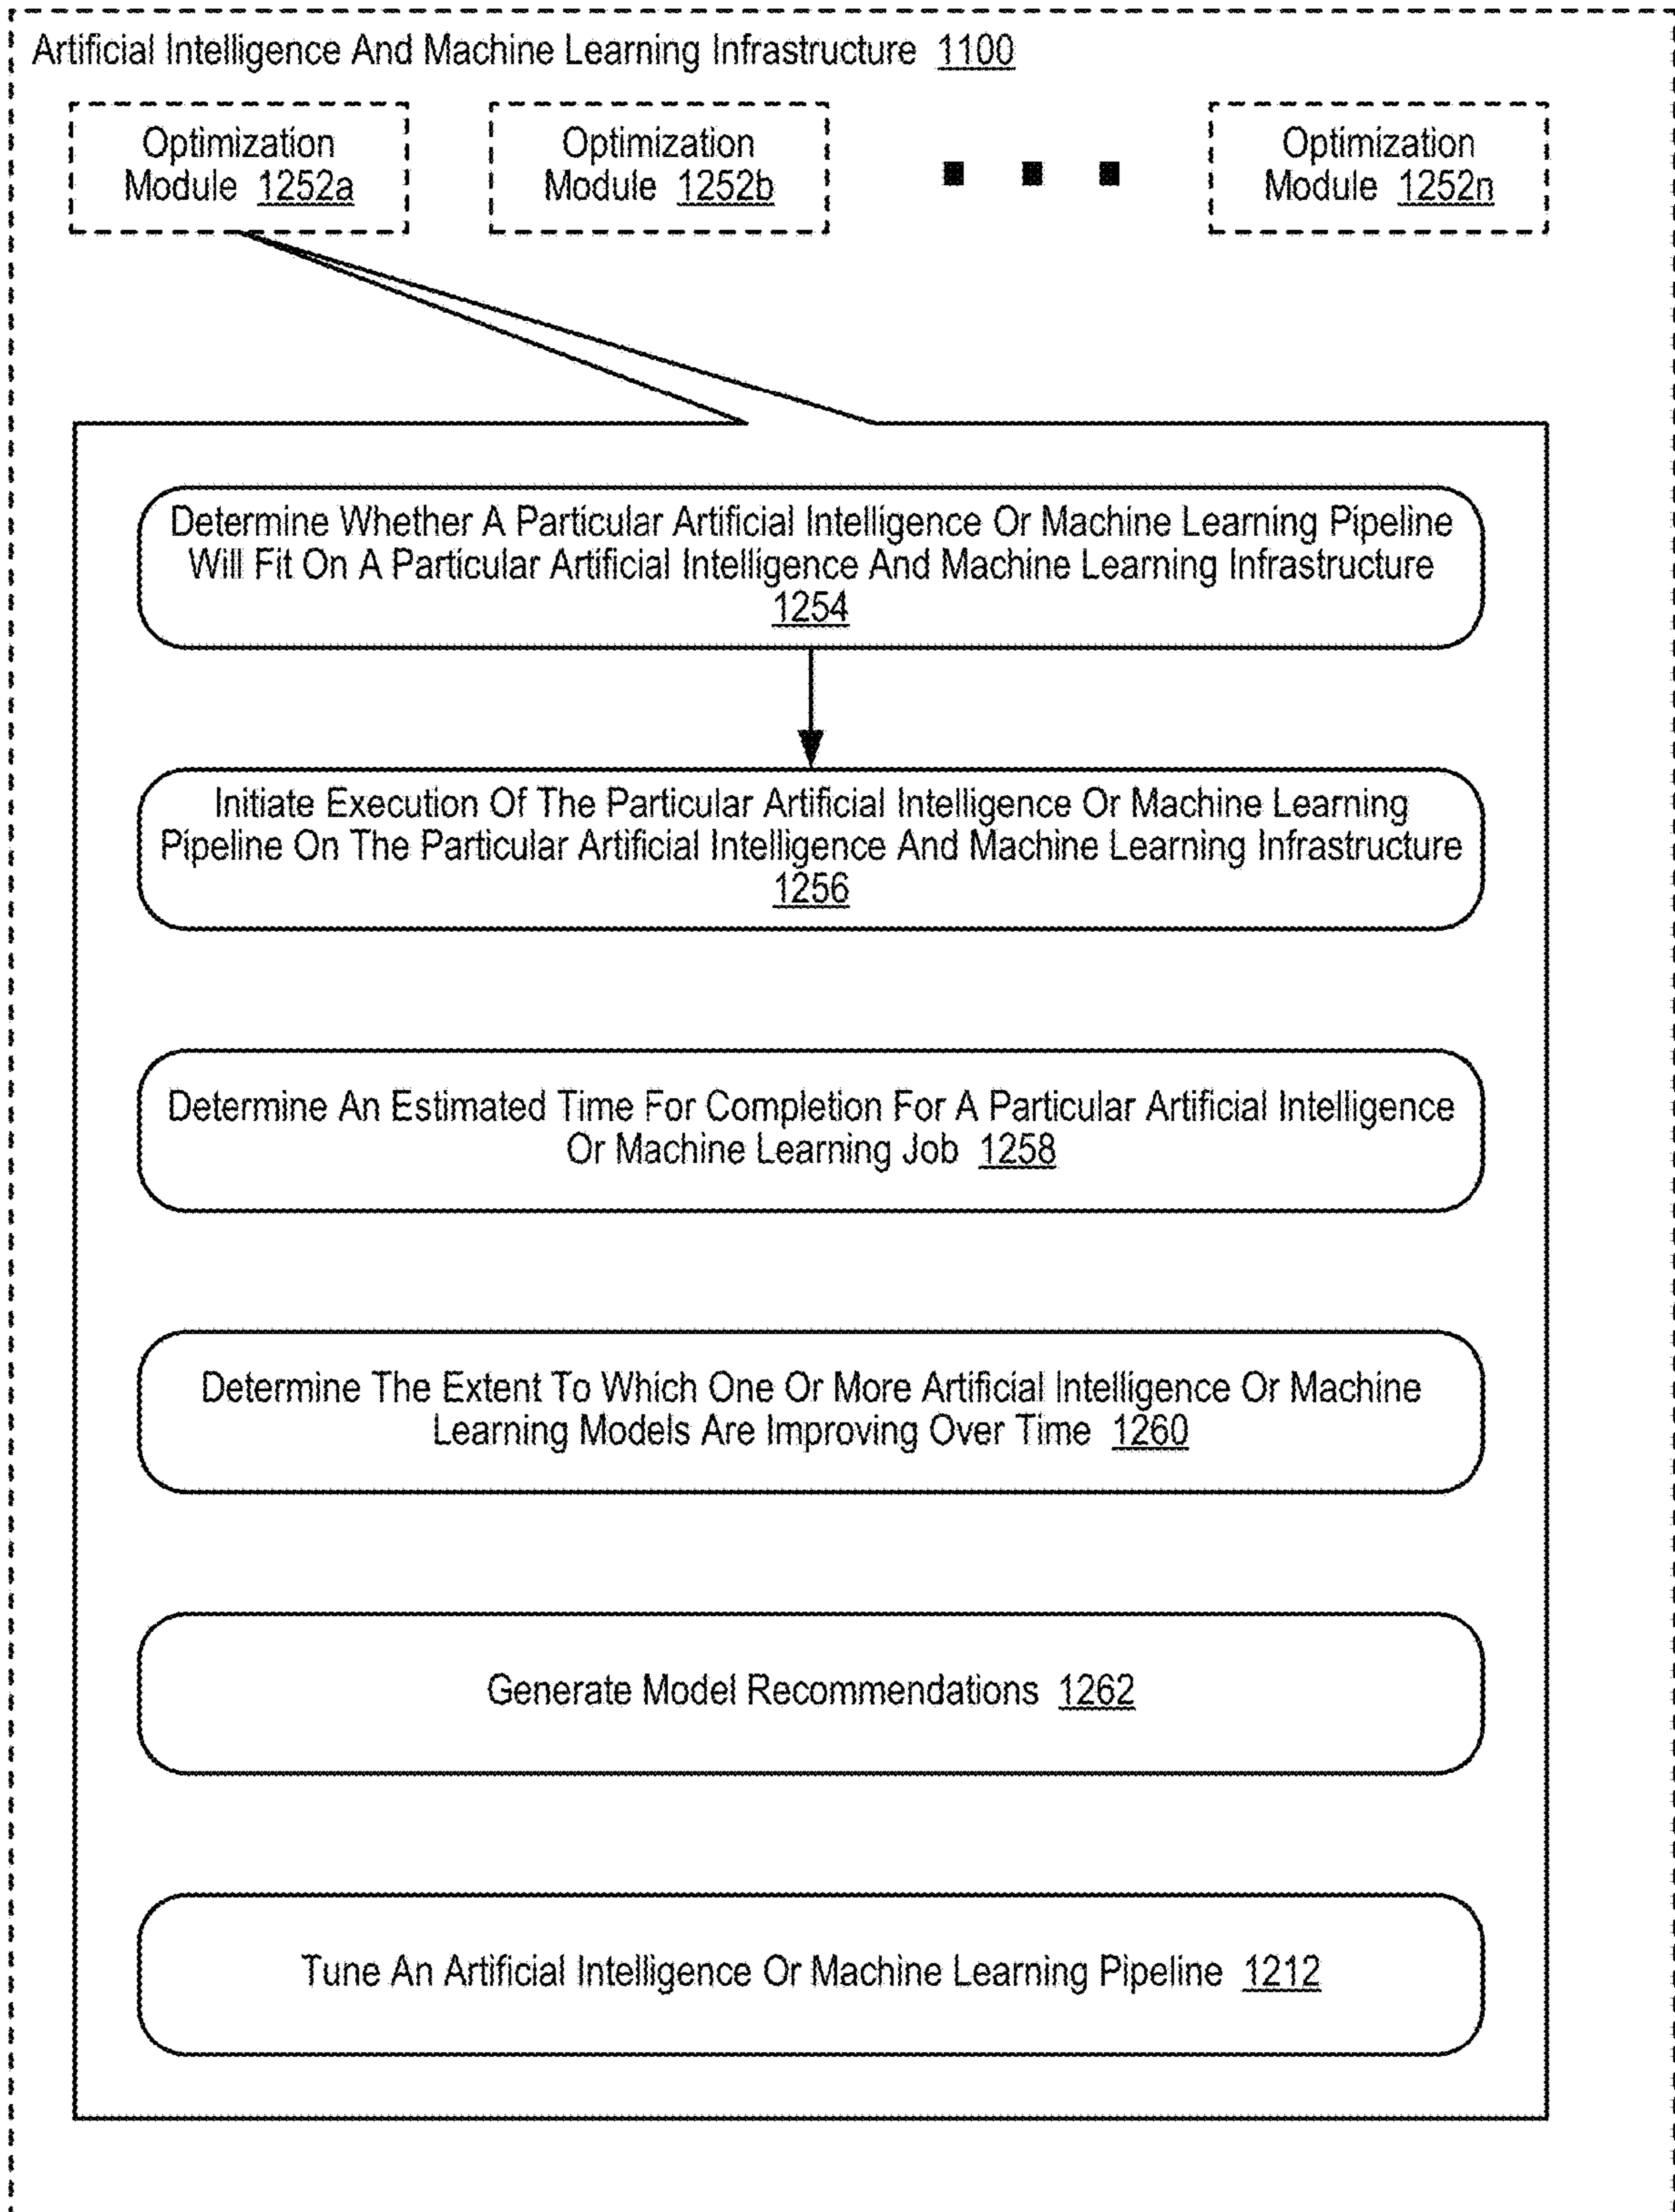 Artificial Intelligence And Machine Learning Infrastructure 1100
Optimization
Module 1252a
Optimization
Module 1252b
Optimization
Module 1252n
Determine Whether A Particular Artificial Intelligence Or Machine Learning Pipeline
Will Fit On A Particular Artificial Intelligence And Machine Learning Infrastructure
1254
Initiate Execution Of The Particular Artificial Intelligence Or Machine Learning
Pipeline On The Particular Artificial Intelligence And Machine Learning Infrastructure
1256
Determine An Estimated Time For Completion For A Particular Artificial Intelligence
Or Machine Learning Job 1258
Determine The Extent To Which One Or More Artificial Intelligence Or Machine
Learning Models Are Improving Over Time 1260
Generate Model Recommendations 1262
Tune An Artificial Intelligence Or Machine Learning Pipeline 1212